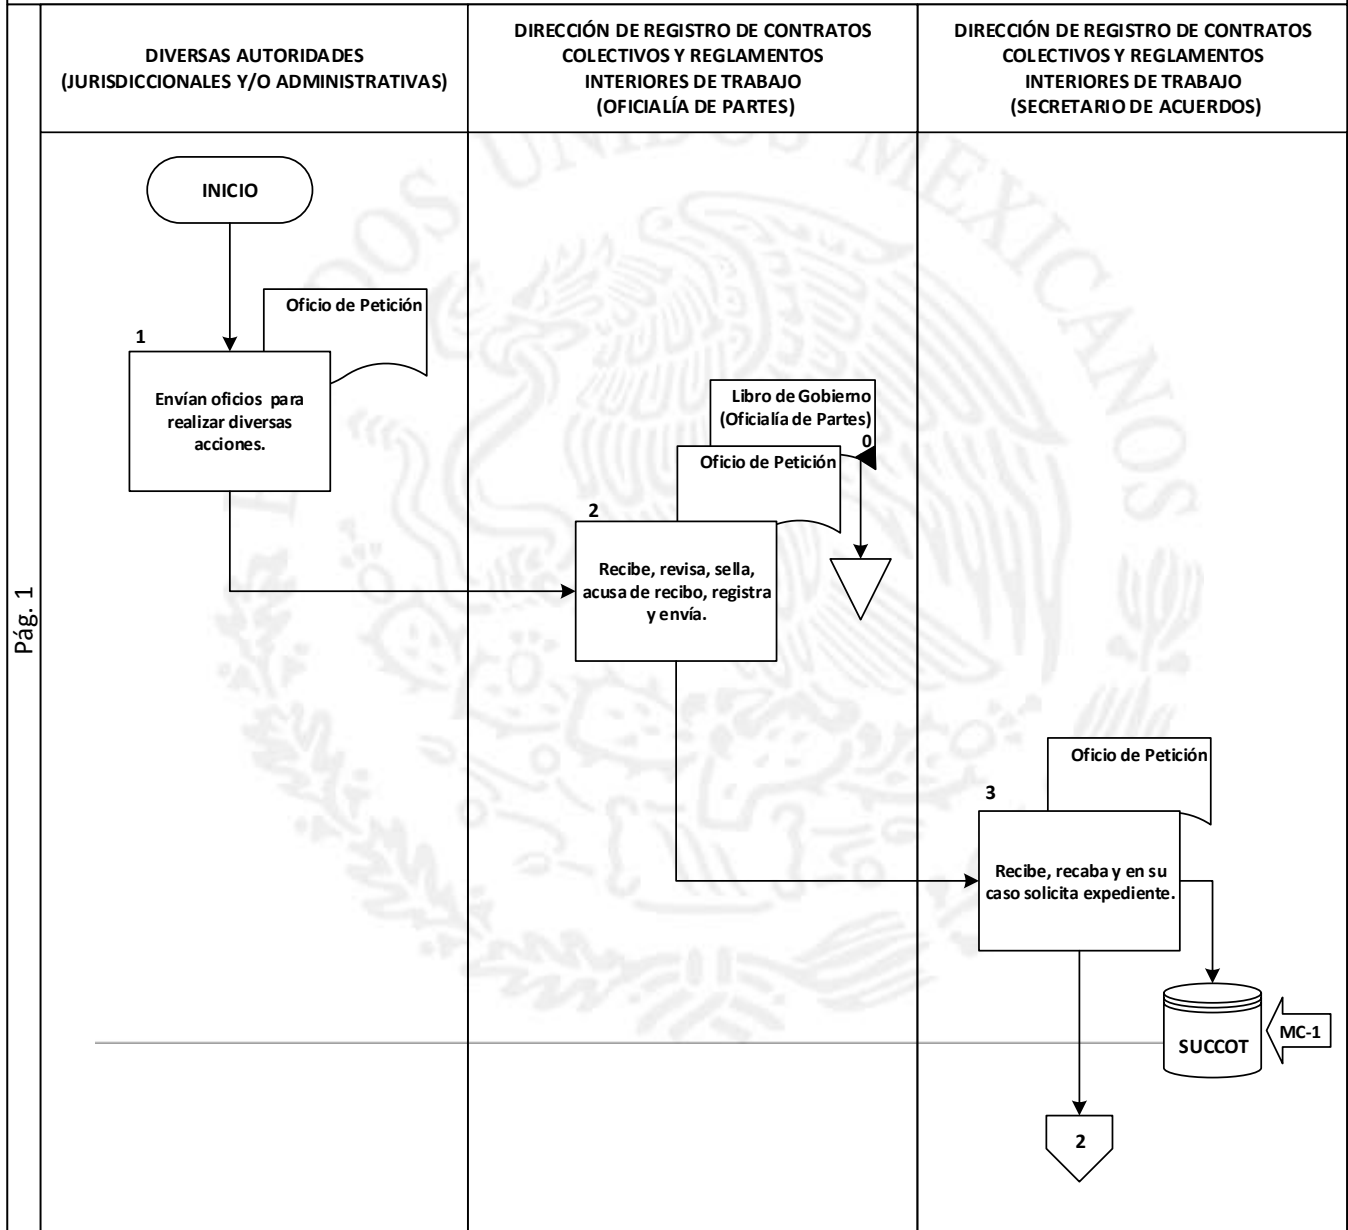 DIVERSAS AUTORIDADES
(JURISDICCIONALES Y/O ADMINISTRATIVAS)
DIRECCIÓN DE REGISTRO DE CONTRATOS
COLECTIVOS Y REGLAMENTOS
INTERIORES DE TRABAJO
(OFICIALÍA DE PARTES)
DIRECCIÓN DE REGISTRO DE CONTRATOS
COLECTIVOS Y REGLAMENTOS
INTERIORES DE TRABAJO
(SECRETARIO DE ACUERDOS)
Pág. 1
INICIO
Oficio de Petición
1
Envían oficios para
realizar diversas
acciones.
Libro de Gobierno
(Oficialía de Partes)
0
Oficio de Petición
2
Recibe, revisa, sella,
acusa de recibo, registra
y envía.
Oficio de Petición
3
Recibe, recaba y en su
caso solicita expediente.
SUCCOT
MC-1
2
UNIDOS MEXICANOS